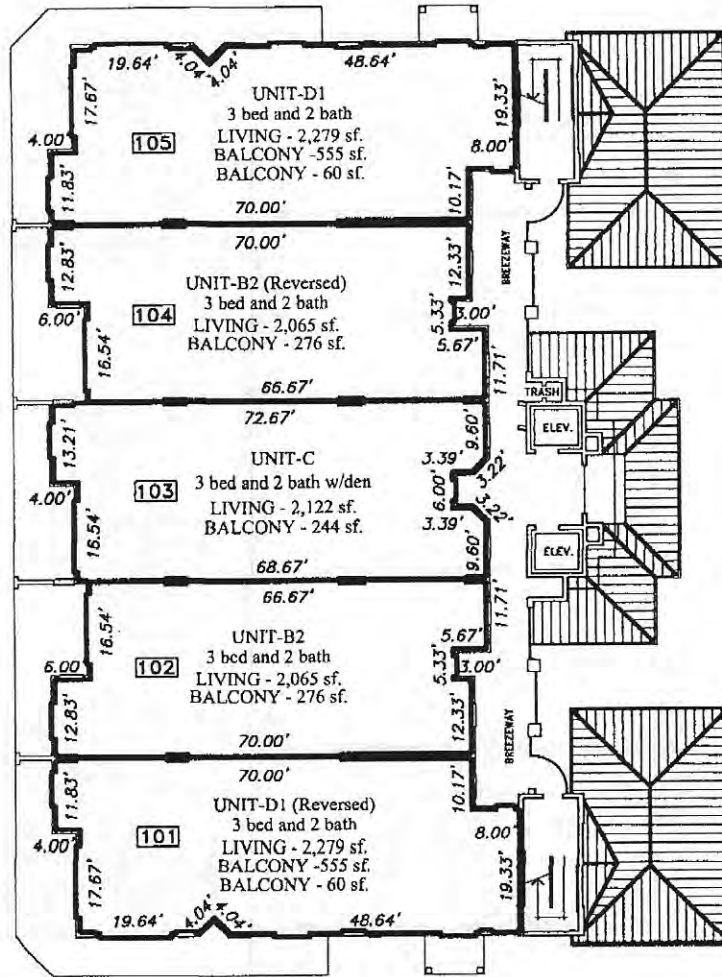 19.64'
4.04'
4.04'
48.64'
17.67'
UNIT-D1
3 bed and 2 bath
LIVING - 2,279 sf.
BALCONY -555 sf.
BALCONY - 60 sf.
19.33'
4.00'
105
8.00'
11.83'
70.00'
10.17'
70.00'
12.83'
UNIT-B2 (Reversed)
3 bed and 2 bath
LIVING - 2,065 sf.
BALCONY - 276 sf.
12.33'
BREEZEWAY
6.00'
104
5.33'
3.00'
5.67'
16.54'
66.67'
11.71'
TRASH
72.67'
ELEV.
13.21'
UNIT-C
3 bed and 2 bath w/den
LIVING - 2,122 sf.
BALCONY - 244 sf.
9.60'
3.39'
3.22'
4.00'
103
6.00'
3.22'
3.39'
16.54'
68.67'
9.60'
ELEV.
66.67'
11.71'
16.54'
UNIT-B2
3 bed and 2 bath
LIVING - 2,065 sf.
BALCONY - 276 sf.
5.67'
6.00'
102
5.33'
3.00'
12.83'
70.00'
12.33'
BREEZEWAY
70.00'
11.83'
UNIT-D1 (Reversed)
3 bed and 2 bath
LIVING - 2,279 sf.
BALCONY -555 sf.
BALCONY - 60 sf.
10.17'
4.00'
101
8.00'
17.67'
19.33'
19.64'
4.04'
4.04'
48.64'